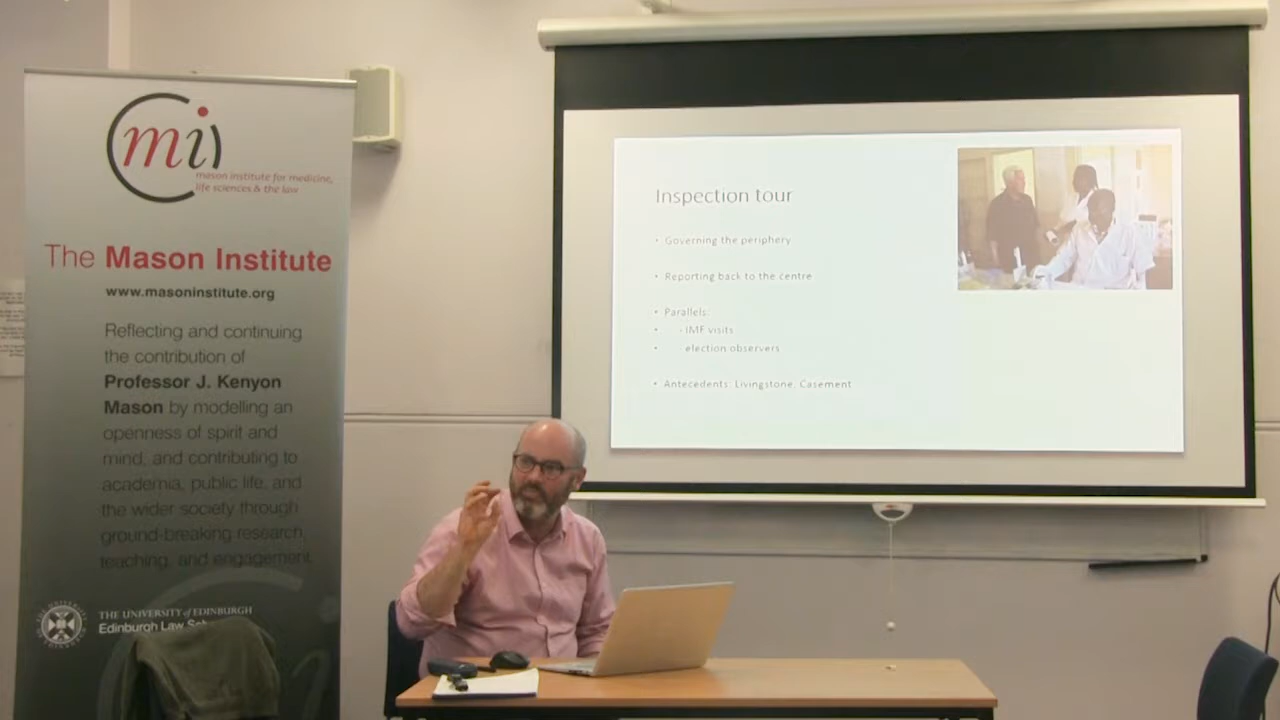 mi
mason institute for medicine,
life sciences & the law
The Mason Institute
www.masoninstitute.org
Reflecting and continuing
the contribution of
Professor J. Kenyon
Mason by modelling an
openness of spirit and
mind, and contributing to
academia, public life, and
the wider society through
ground-breaking research,
teaching, and engagement.
THE UNIVERSITY of EDINBURGH
Edinburgh Law
Inspection tour
• Governing the periphery
• Reporting back to the centre
• Parallels:
• - IMF visits
• - election observers
• Antecedents: Livingstone, Casement